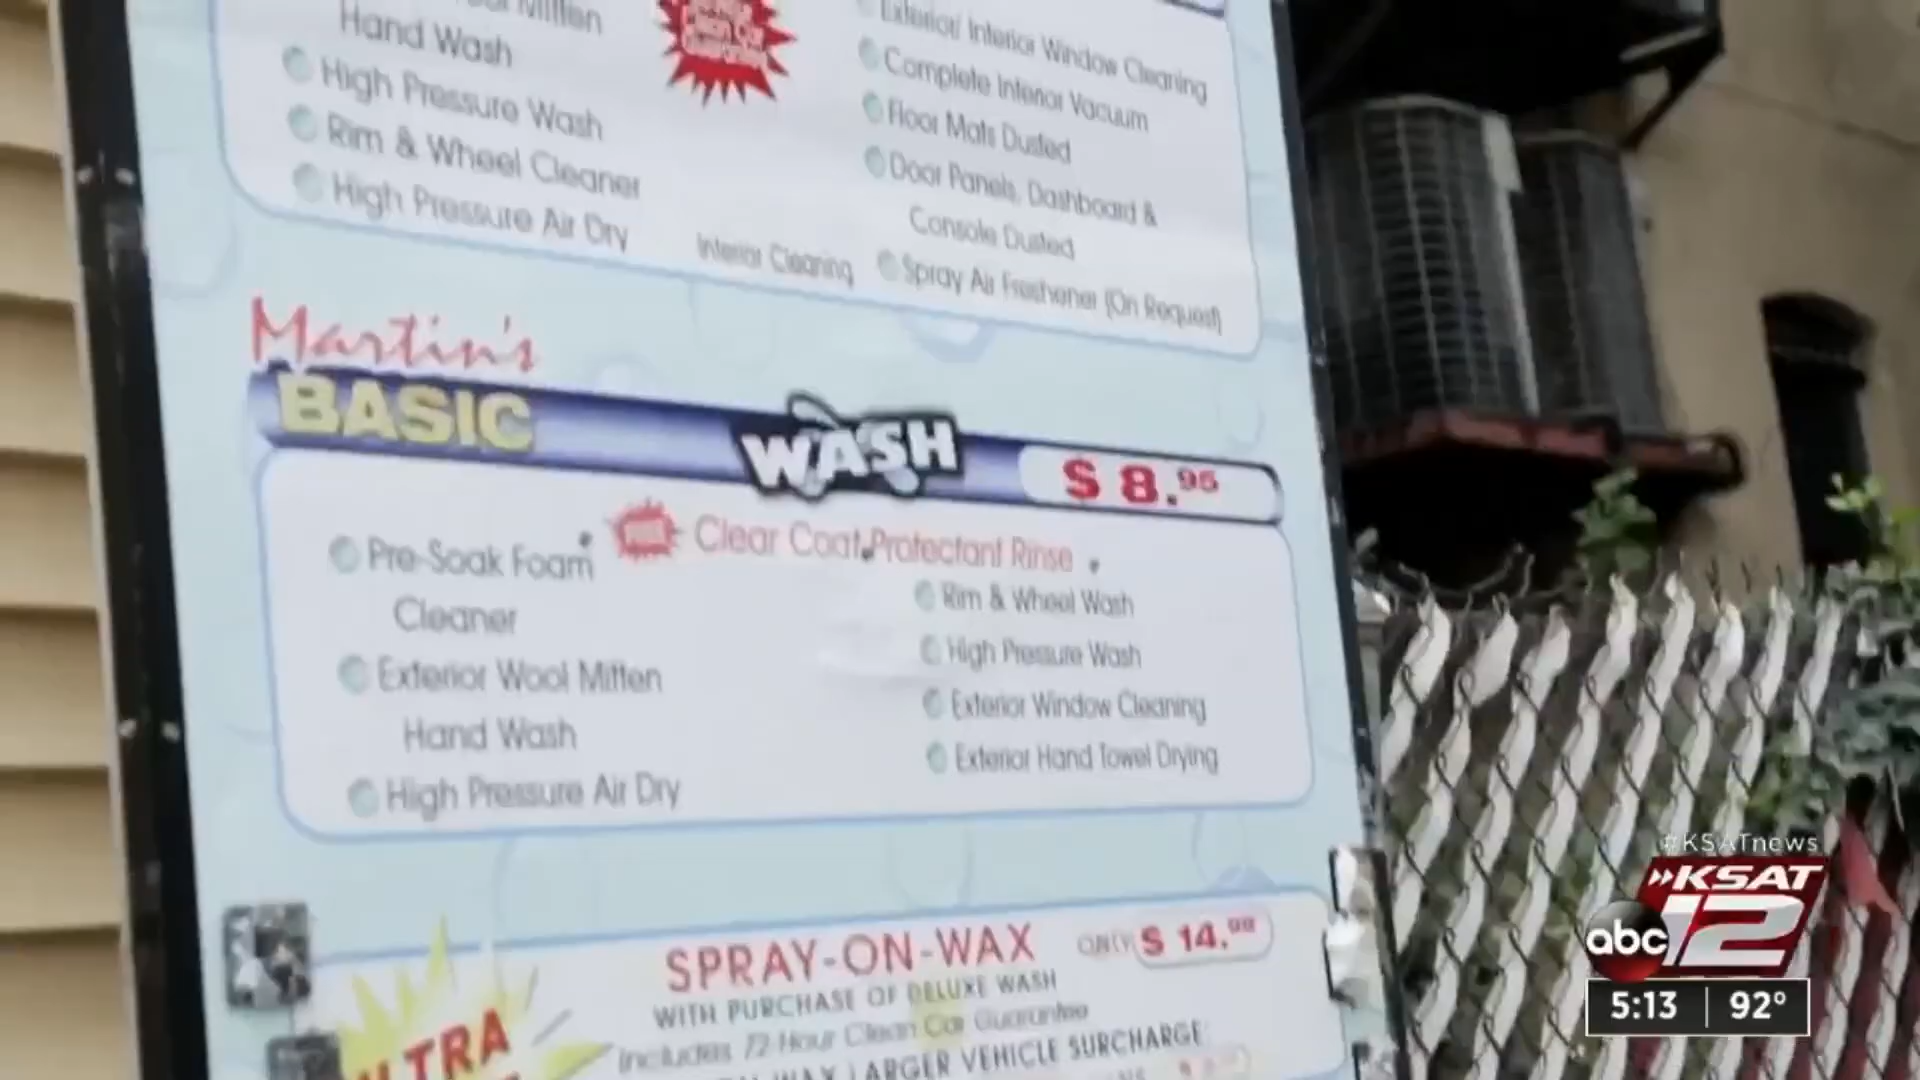 Mitten
Hand Wash
High Pressure Wash
Rim & Wheel Cleaner
High Pressure Air Dry
Interior Cleaning
Exterior/ Interior Window Cleaning
Complete Interior Vacuum
Floor Mats Dusted
Door Panels, Dashboard &
Console Dusted
Spray Air Freshener (On Request)
Martin's
BASIC WASH $ 8.95
Clear Coat Protectant Rinse
Pre-Soak Foam
Cleaner
Exterior Wool Mitten
Hand Wash
High Pressure Air Dry
Rim & Wheel Wash
High Pressure Wash
Exterior Window Cleaning
Exterior Hand Towel Drying
SPRAY-ON-WAX ONLY $ 14.
WITH PURCHASE OF DELUXE WASH
Includes 72 Hour Clean Car Guarantee
LARGER VEHICLE SURCHARGE
ULTRA
#KSATnews
KSAT
abc 12
5:13 92°